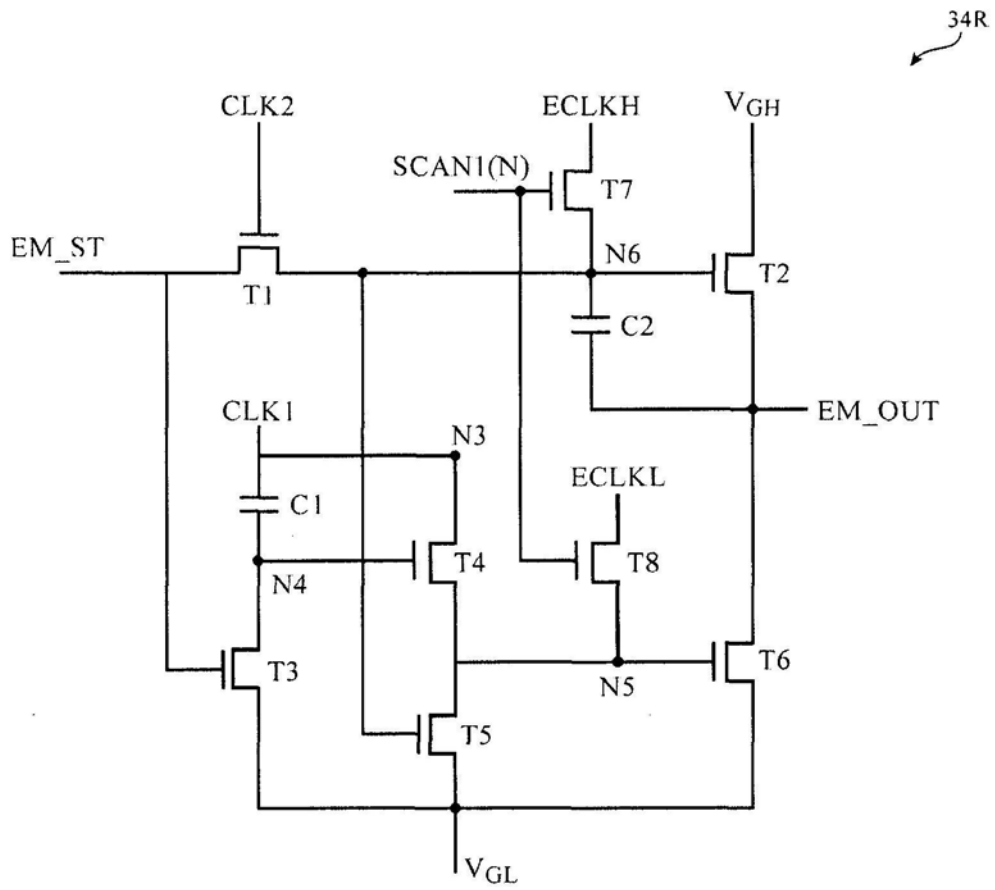 34R
CLK2
ECLKH
VGH
SCAN1(N)
T7
EM_ST
N6
T2
T1
C2
CLK1
EM_OUT
N3
ECLKL
C1
T4
T8
N4
T3
T6
N5
T5
VGL